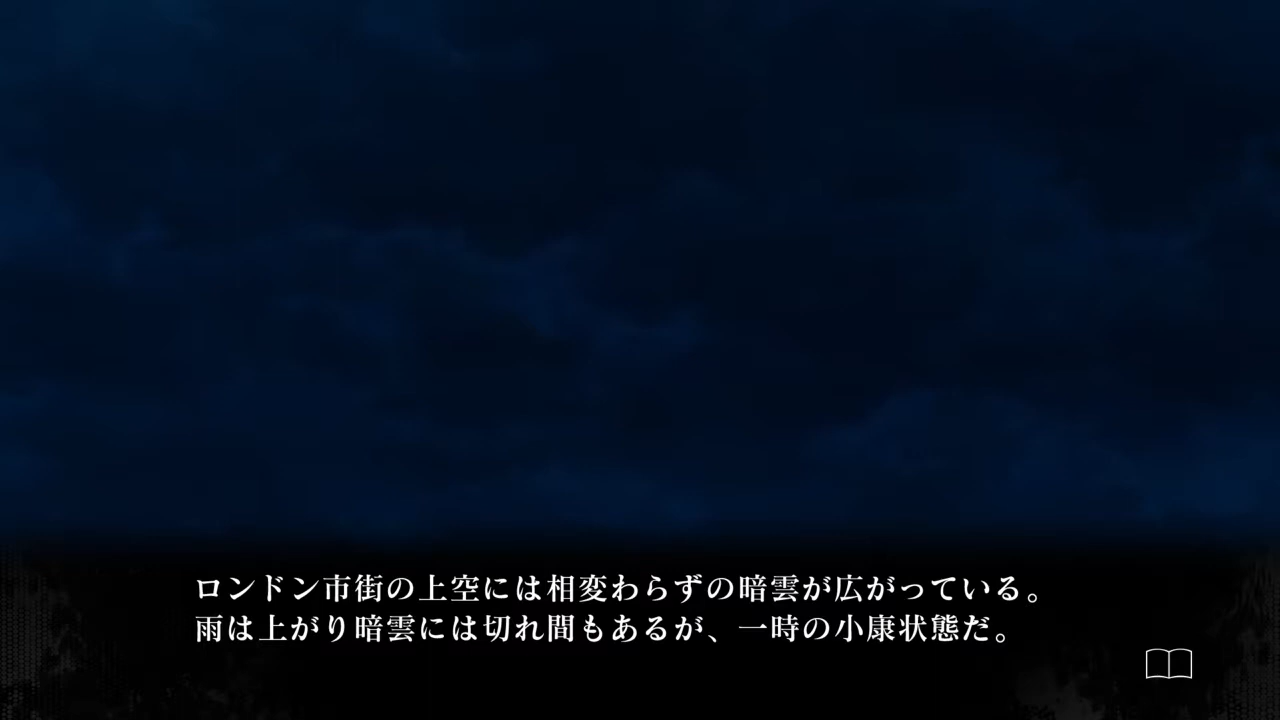 ロンドン市街の上空には相変わらずの暗雲が広がっている。
雨は上がり暗雲には切れ間もあるが、一時の小康状態だ。